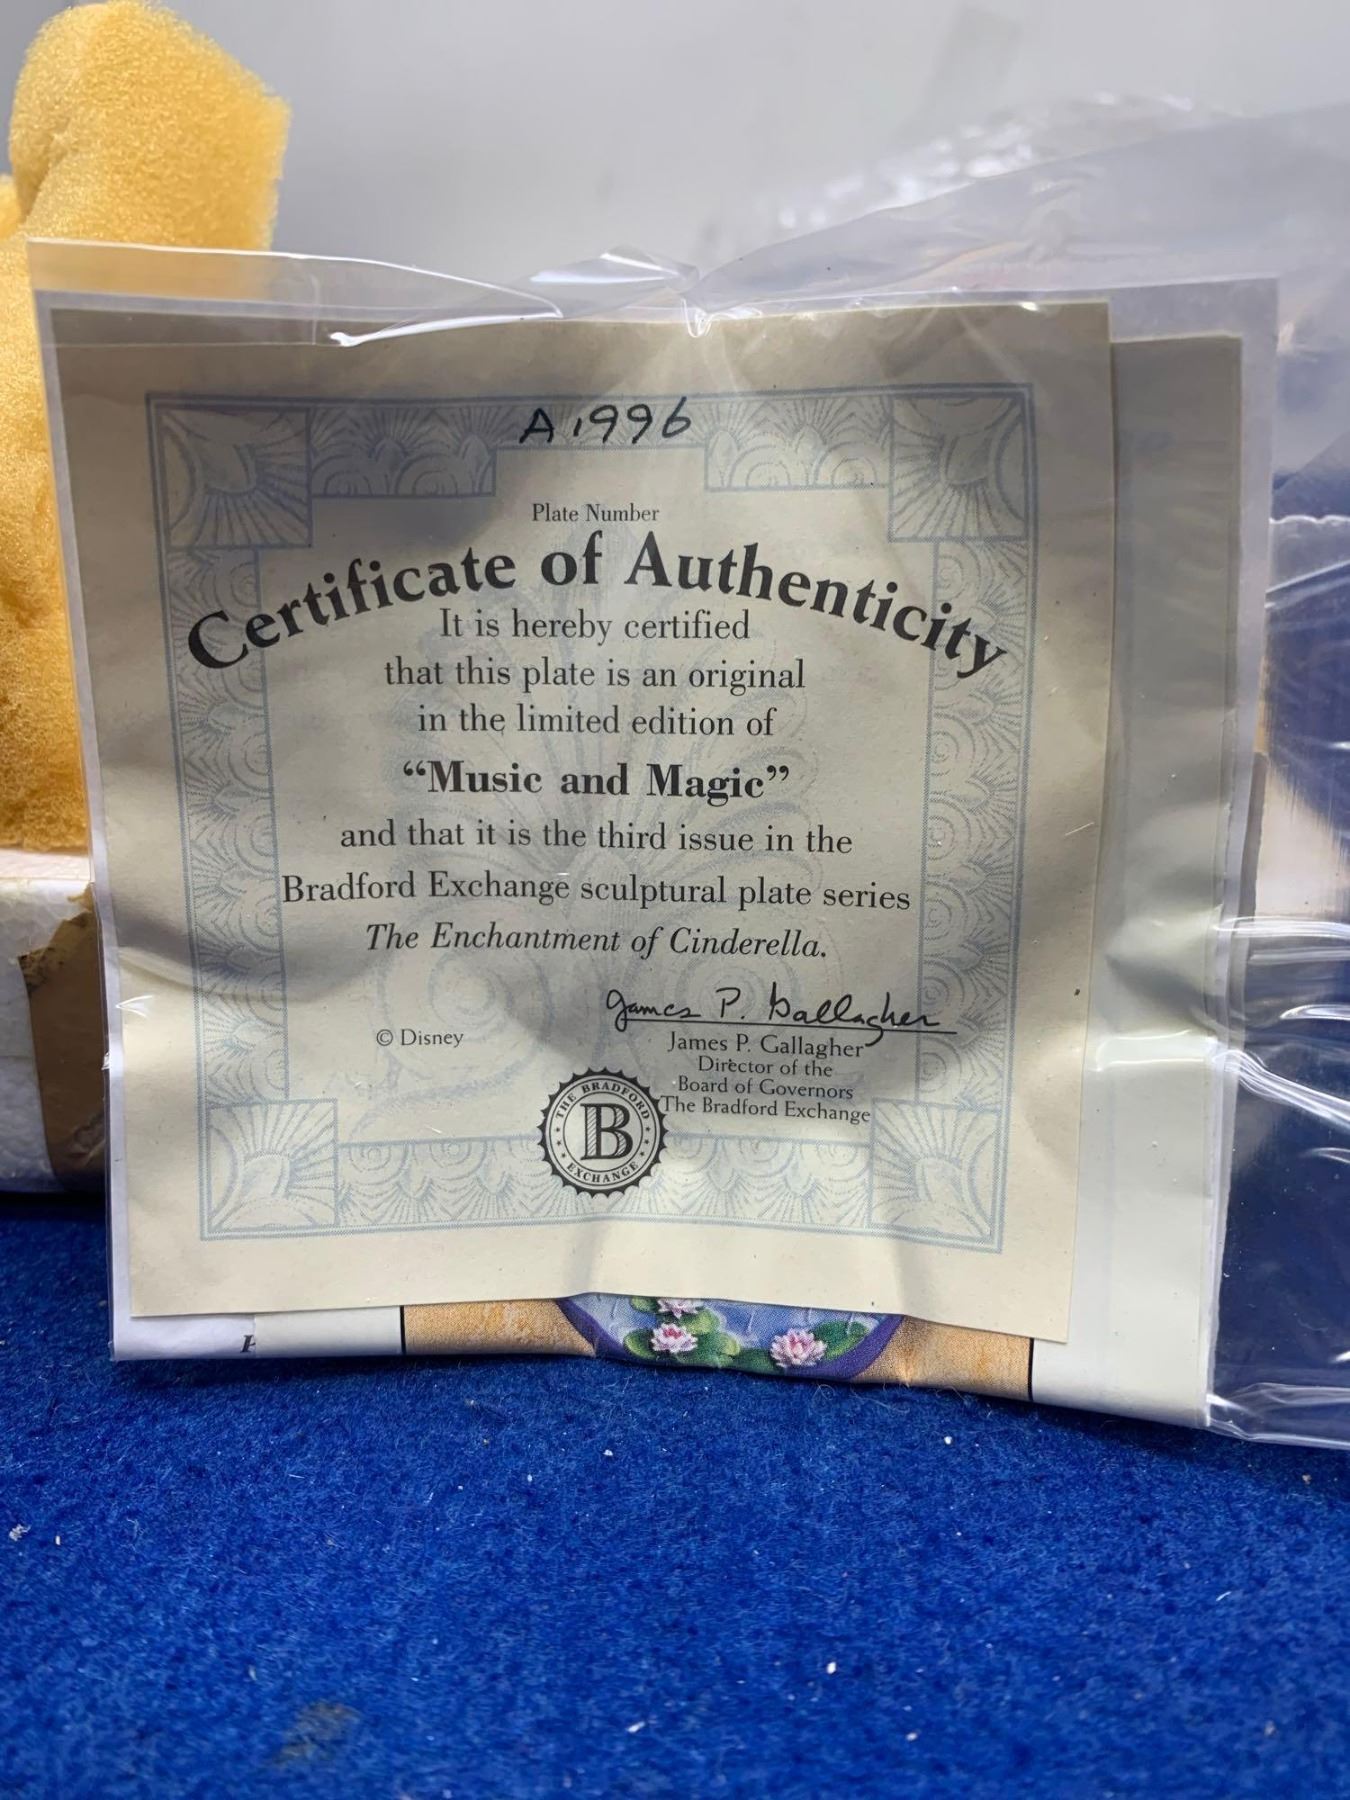 A1996
Plate Number
Certificate of Authenticity
It is hereby certified
that this plate is an original
in the limited edition of
“Music and Magic”
and that it is the third issue in the
Bradford Exchange sculptural plate series
The Enchantment of Cinderella.
James P. Gallagher
© Disney
James P. Gallagher
Director of the
Board of Governors
The Bradford Exchange
THE BRADFORD
B
EXCHANGE